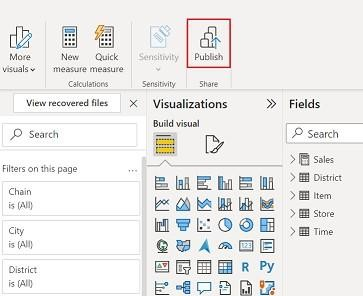 More
visuals
New
measure
Quick
measure
Sensitivity
Publish
Calculations
Sensitivity
Share
View recovered files
Search
Filters on this page
...
Chain
is (All)
City
is (All)
District
is (All)
Visualizations
Build visual
123
R
Py
Fields
Search
Sales
District
Item
Store
Time